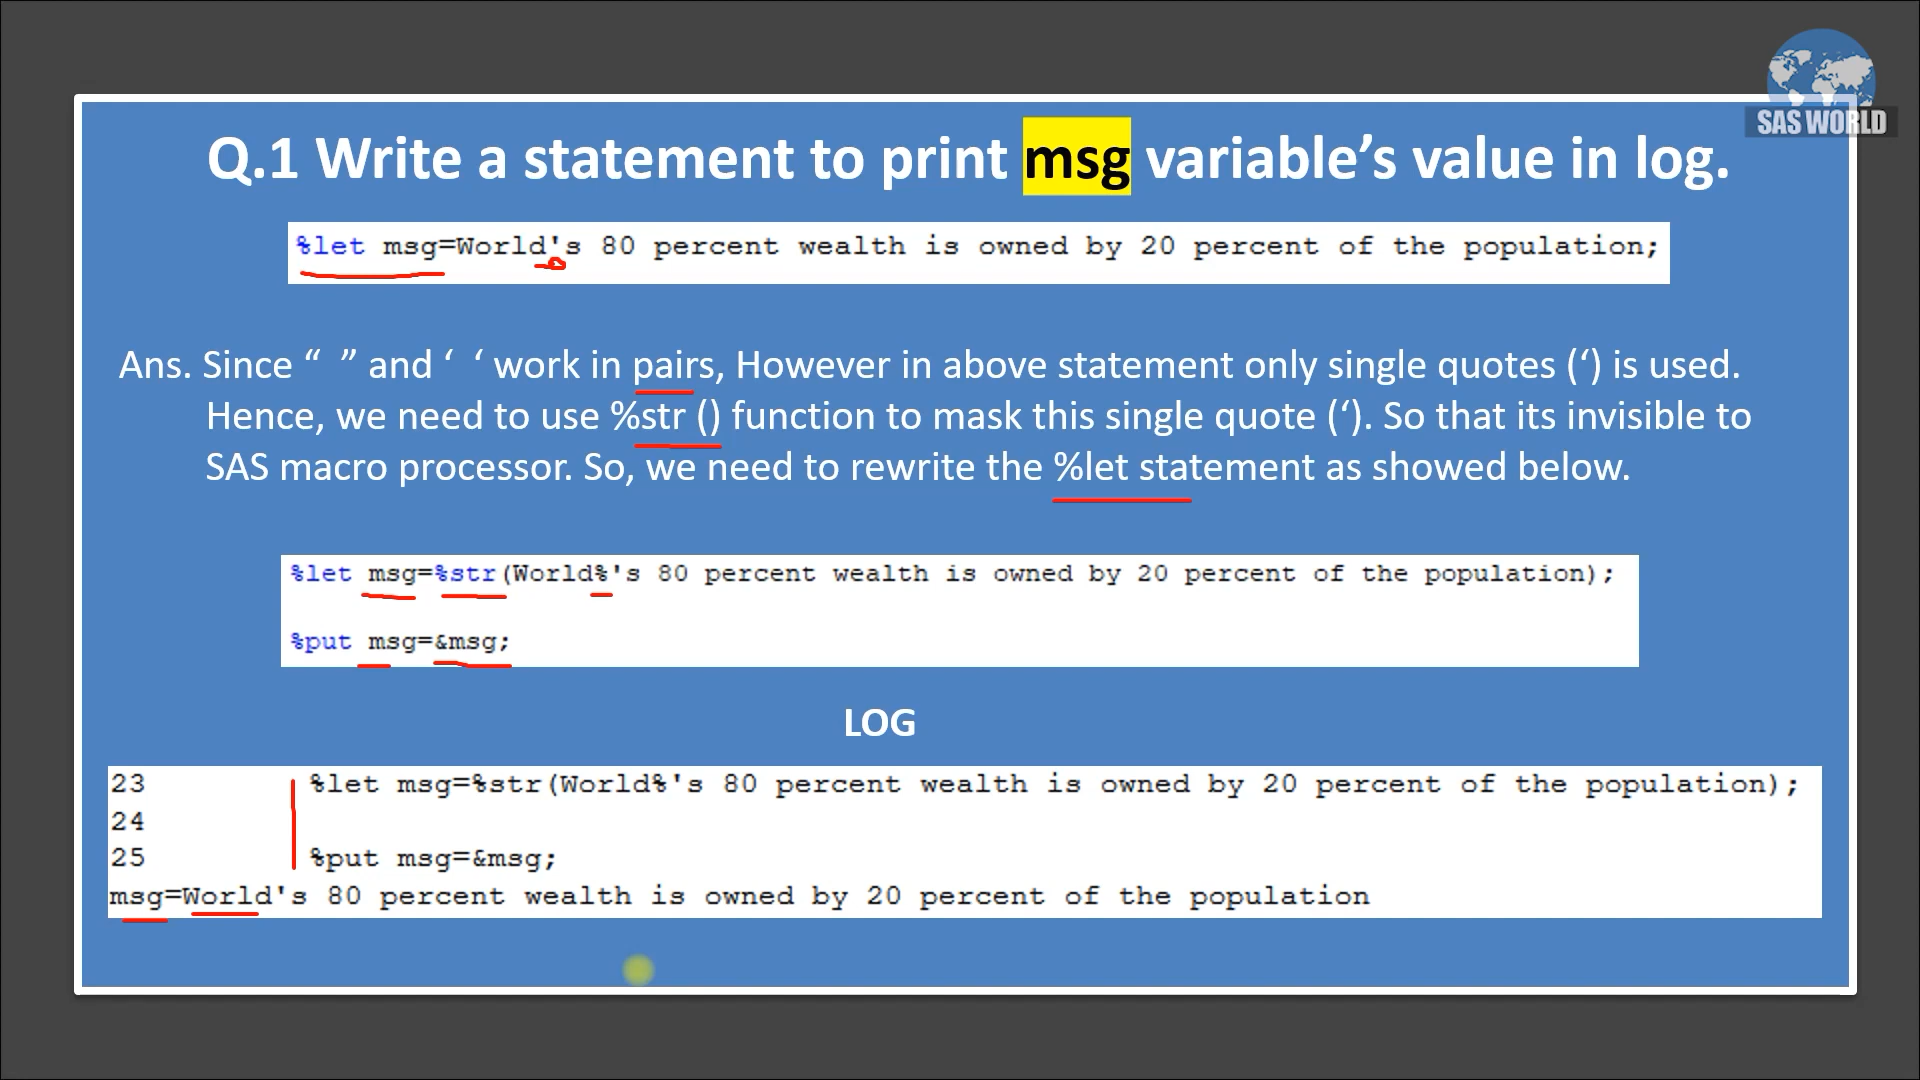 SAS WORLD
Q.1 Write a statement to print msg variable’s value in log.
%let msg=World's 80 percent wealth is owned by 20 percent of the population;
Ans. Since “ ” and ‘ ‘ work in pairs, However in above statement only single quotes (‘) is used.
Hence, we need to use %str () function to mask this single quote (‘). So that its invisible to
SAS macro processor. So, we need to rewrite the %let statement as showed below.
%let msg=%str(World%'s 80 percent wealth is owned by 20 percent of the population);
%put msg=&msg;
LOG
23 %let msg=%str(World%'s 80 percent wealth is owned by 20 percent of the population);
24
25 %put msg=&msg;
msg=World's 80 percent wealth is owned by 20 percent of the population